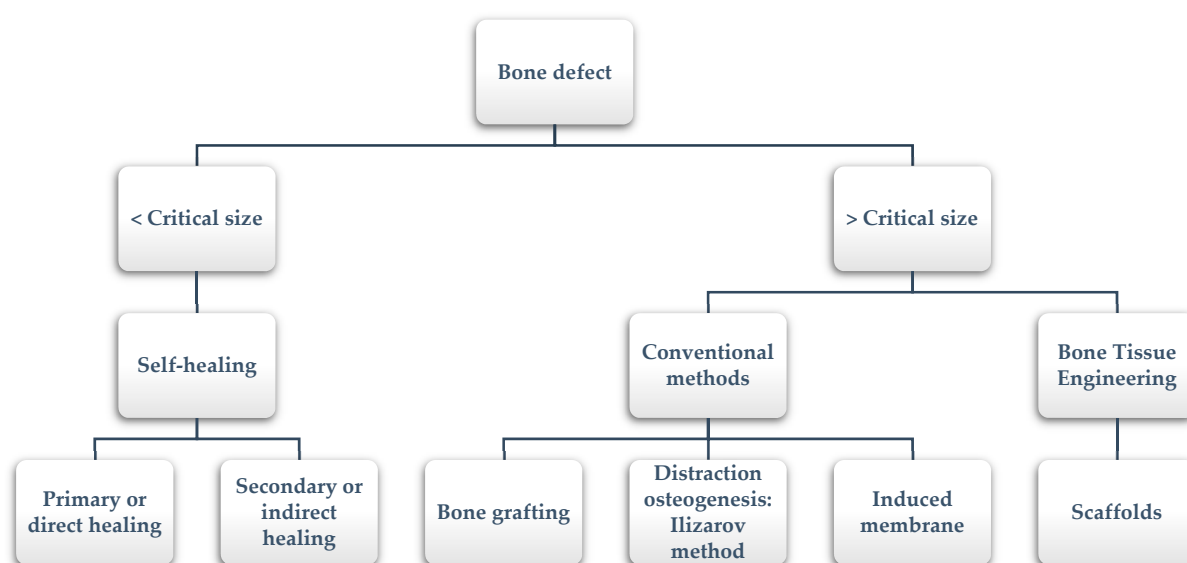 Bone defect
< Critical size
> Critical size
Self-healing
Conventional
methods
Bone Tissue
Engineering
Primary or
direct healing
Secondary or
indirect
healing
Bone grafting
Distraction
osteogenesis:
Ilizarov
method
Induced
membrane
Scaffolds